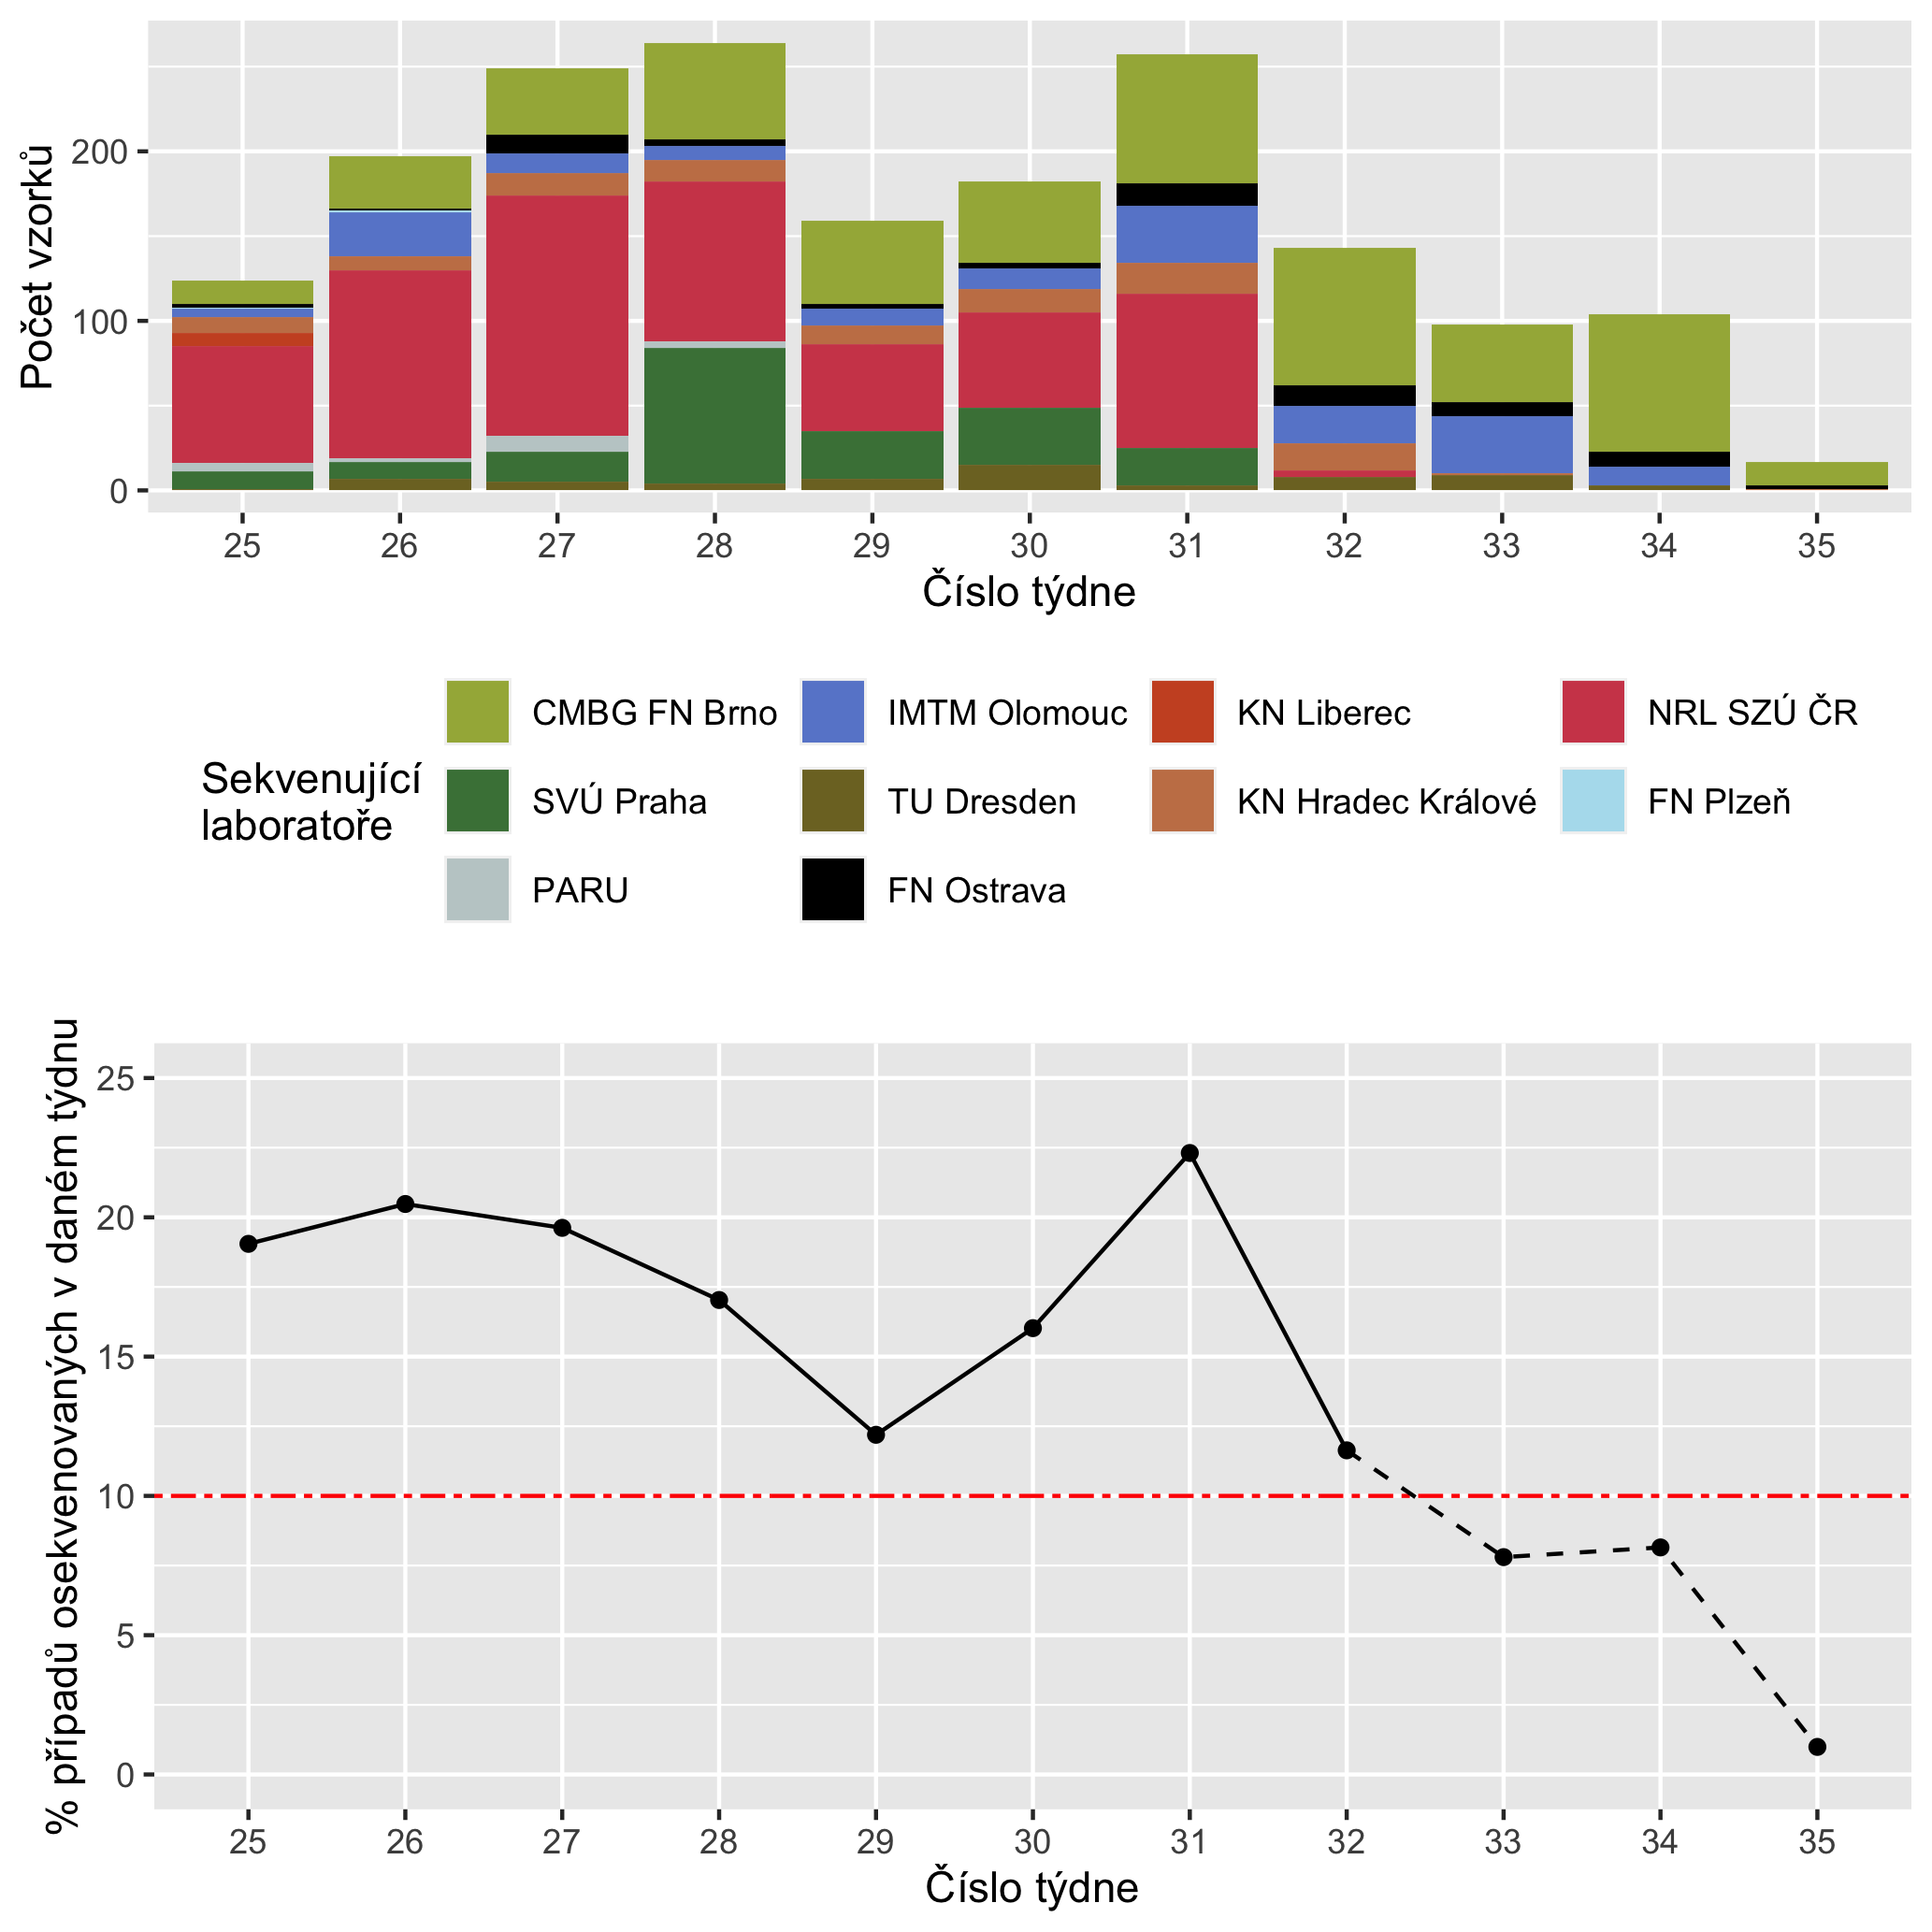 Počet vzorků
200
100
0
25 26 27 28 29 30 31 32 33 34 35
Číslo týdne
Sekvenující
laboratoře
CMBG FN Brno IMTM Olomouc KN Liberec NRL SZÚ ČR
SVÚ Praha TU Dresden KN Hradec Králové FN Plzeň
PARU FN Ostrava
% případů osekvenovaných v daném týdnu
25
20
15
10
5
0
25 26 27 28 29 30 31 32 33 34 35
Číslo týdne